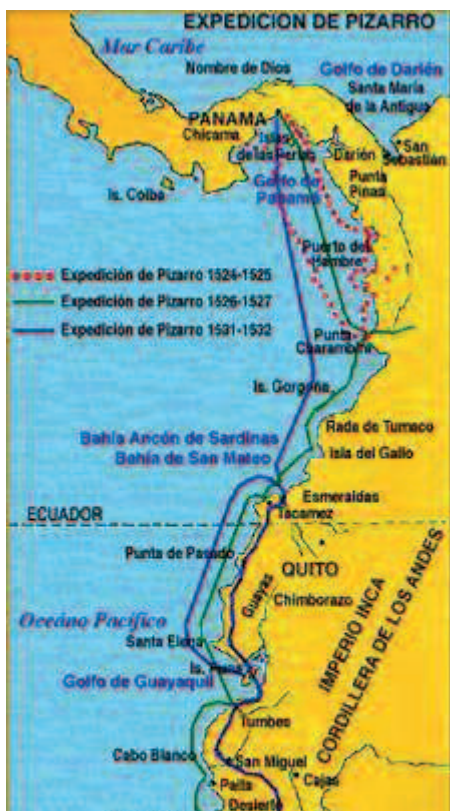 EXPEDICION DE PIZARRO
Mar Caribe
Nombre de Dios
Golfo de Darién
Santa María
de la Antigua
PANAMA
Chicama
Islas
de las Perlas
Darién
San
Sebastián
Golfo de
Panamá
Punta
Pinas
Is. Coiba
Puerto del
Hambre
Expedición de Pizarro 1524-1525
Expedición de Pizarro 1526-1527
Expedición de Pizarro 1531-1532
Punta
Charambira
Is. Gorgona
Rada de Tumaco
Bahía Ancón de Sardinas
Bahía de San Mateo
Isla del Gallo
Esmeraldas
Tacamez
ECUADOR
Punta de Pasado
QUITO
Guayas
Chimborazo
Océano Pacífico
Santa Elena
Is. Puná
Golfo de Guayaquil
IMPERIO INCA
CORDILLERA DE LOS ANDES
Tumbes
Cabo Blanco
San Miguel
Paita
Cajas
Desierto